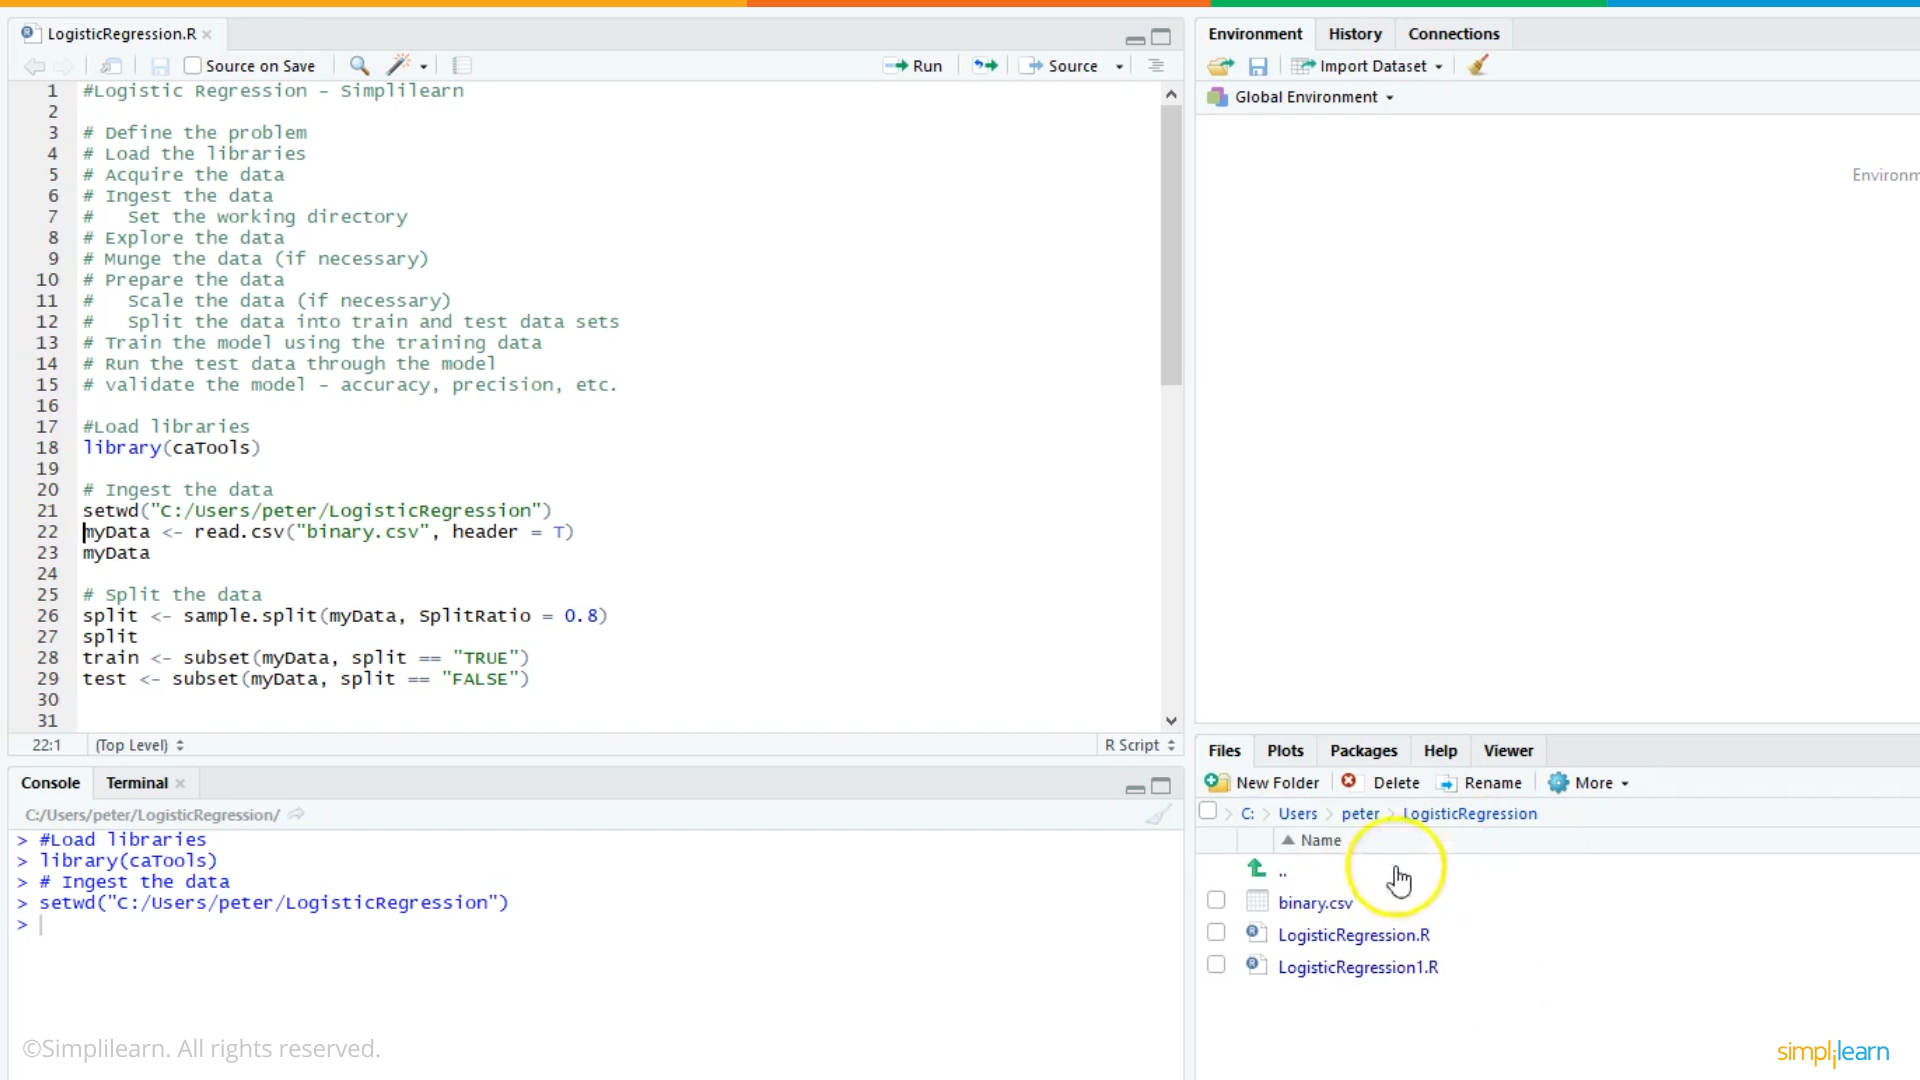 LogisticRegression.R
Source on Save
Run
Source
1 #Logistic Regression - Simplilearn
2
3 # Define the problem
4 # Load the libraries
5 # Acquire the data
6 # Ingest the data
7 #   Set the working directory
8 # Explore the data
9 # Munge the data (if necessary)
10 # Prepare the data
11 #   Scale the data (if necessary)
12 #   Split the data into train and test data sets
13 # Train the model using the training data
14 # Run the test data through the model
15 # validate the model - accuracy, precision, etc.
16
17 #Load libraries
18 library(caTools)
19
20 # Ingest the data
21 setwd("C:/Users/peter/LogisticRegression")
22 myData <- read.csv("binary.csv", header = T)
23 myData
24
25 # Split the data
26 split <- sample.split(myData, SplitRatio = 0.8)
27 split
28 train <- subset(myData, split == "TRUE")
29 test <- subset(myData, split == "FALSE")
30
31
22:1 (Top Level) R Script
Console Terminal
C:/Users/peter/LogisticRegression/
> #Load libraries
> library(caTools)
> # Ingest the data
> setwd("C:/Users/peter/LogisticRegression")
>
Environment History Connections
Import Dataset
Global Environment
Environm
Files Plots Packages Help Viewer
New Folder Delete Rename More
C: > Users > peter > LogisticRegression
Name
..
binary.csv
LogisticRegression.R
LogisticRegression1.R
©Simplilearn. All rights reserved.
simplilearn